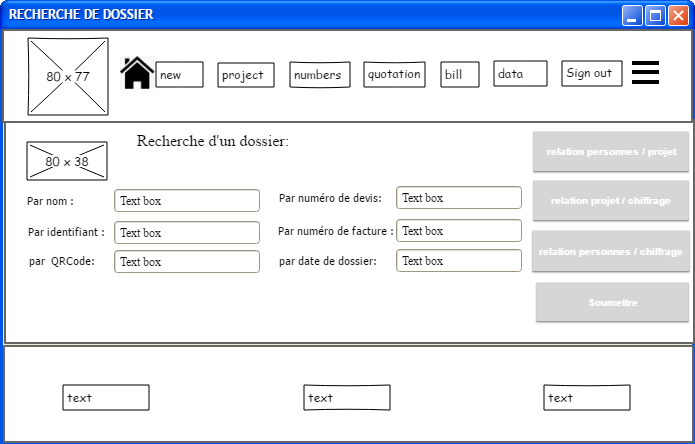 RECHERCHE DE DOSSIER
80 x 77
new
project
numbers
quotation
bill
data
Sign out
80 x 38
Recherche d'un dossier:
relation personnes / projet
Par nom :
Text box
Par numéro de devis:
Text box
relation projet / chiffrage
Par identifiant :
Text box
Par numéro de facture :
Text box
relation personnes / chiffrage
par QRCode:
Text box
par date de dossier:
Text box
Soumettre
text
text
text